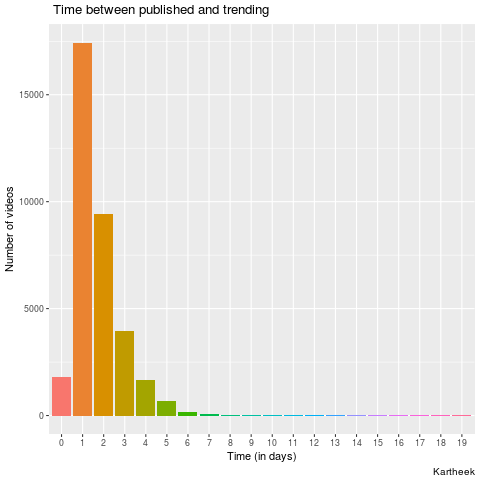 Time between published and trending
Number of videos
15000
10000
5000
0
0 1 2 3 4 5 6 7 8 9 10 11 12 13 14 15 16 17 18 19
Time (in days)
Kartheek